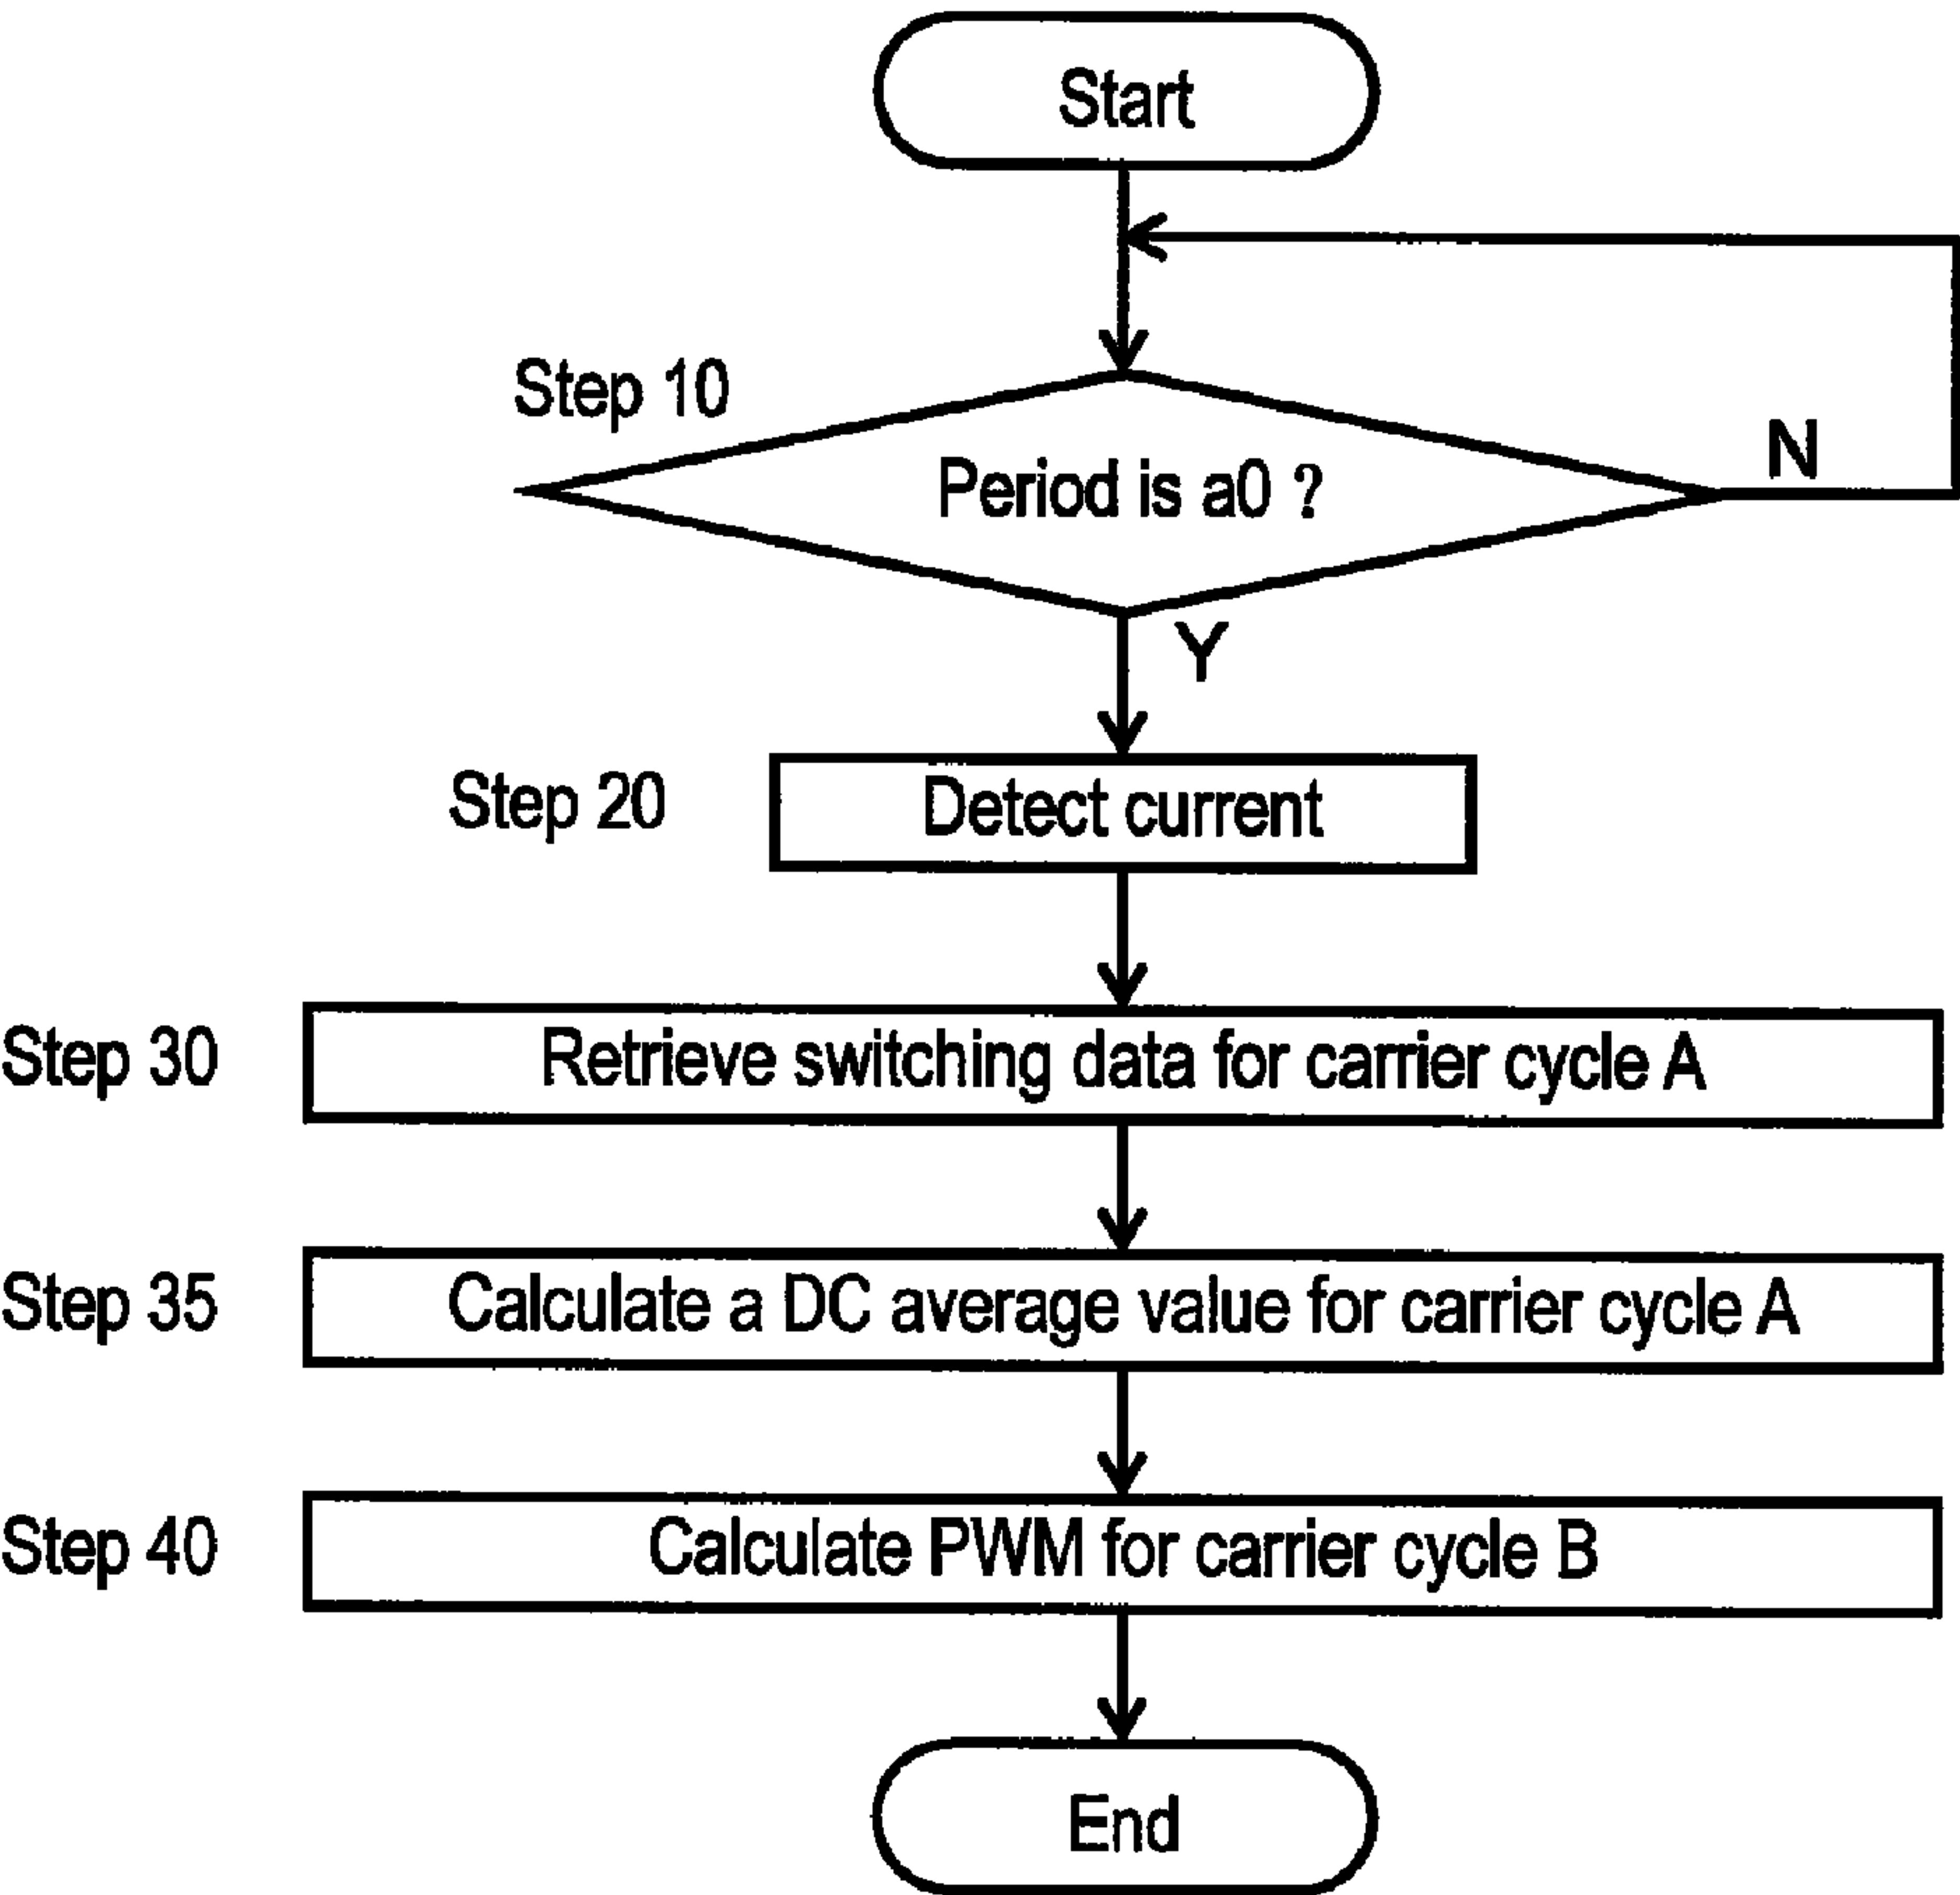 Start
Step 10
Period is a0 ?
N
Y
Step 20
Detect current
Step 30
Retrieve switching data for carrier cycle A
Step 35
Calculate a DC average value for carrier cycle A
Step 40
Calculate PWM for carrier cycle B
End